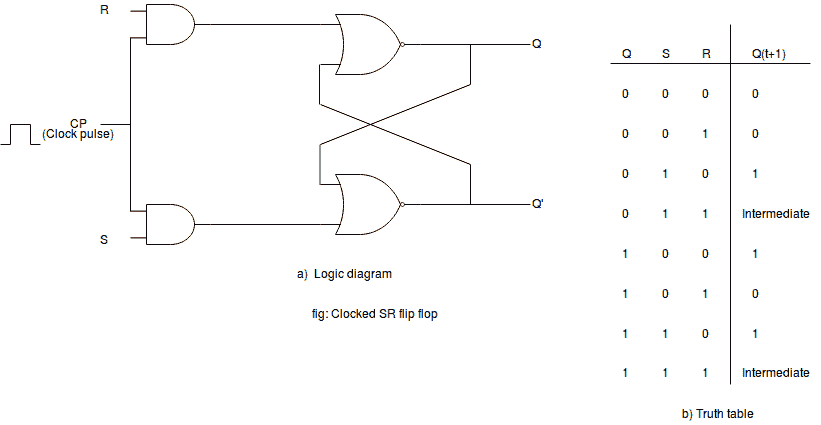 R
Q
CP
(Clock pulse)
Q'
S
a) Logic diagram
fig: Clocked SR flip flop
Q S R Q(t+1)
0 0 0 0
0 0 1 0
0 1 0 1
0 1 1 Intermediate
1 0 0 1
1 0 1 0
1 1 0 1
1 1 1 Intermediate
b) Truth table